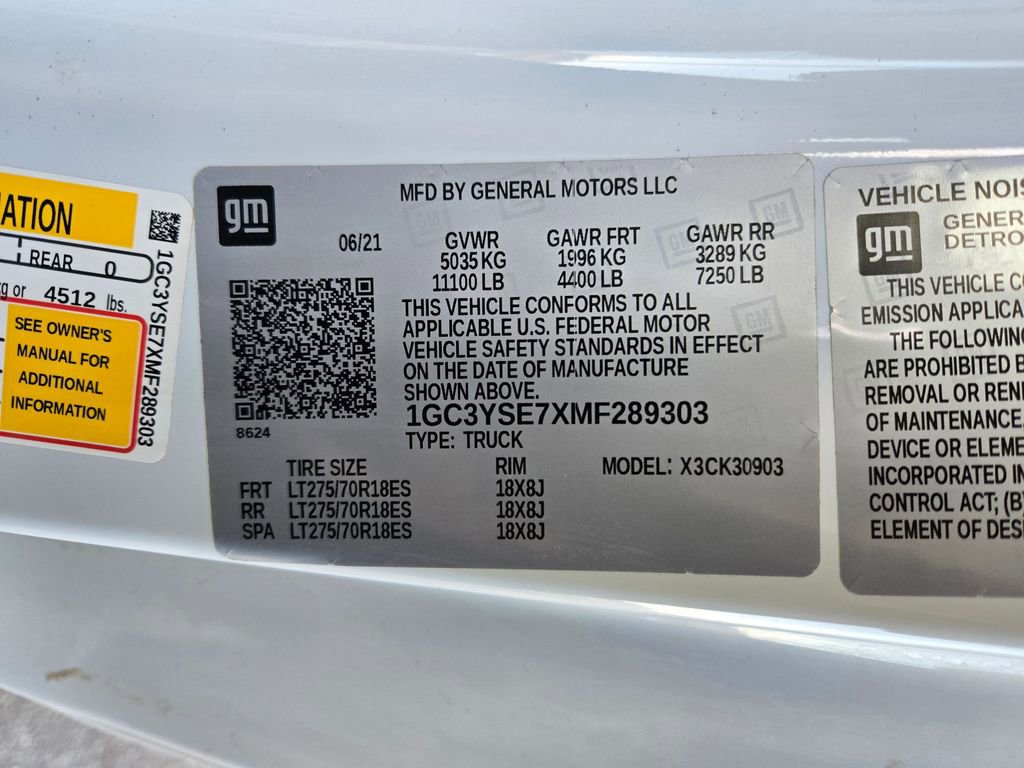 ATION
REAR 0
kg or 4512 lbs.
SEE OWNER'S
MANUAL FOR
ADDITIONAL
INFORMATION
1GC3YSE7XMF289303
gm
MFD BY GENERAL MOTORS LLC
06/21 GVWR GAWR FRT GAWR RR
5035 KG 1996 KG 3289 KG
11100 LB 4400 LB 7250 LB
THIS VEHICLE CONFORMS TO ALL
APPLICABLE U.S. FEDERAL MOTOR
VEHICLE SAFETY STANDARDS IN EFFECT
ON THE DATE OF MANUFACTURE
SHOWN ABOVE.
1GC3YSE7XMF289303
8624
TYPE: TRUCK
TIRE SIZE RIM MODEL: X3CK30903
FRT LT275/70R18ES 18X8J
RR LT275/70R18ES 18X8J
SPA LT275/70R18ES 18X8J
VEHICLE NOIS
gm
GENER
DETRO
THIS VEHICLE CO
EMISSION APPLICA
THE FOLLOWING
ARE PROHIBITED B
REMOVAL OR REN
OF MAINTENANCE,
DEVICE OR ELEME
INCORPORATED IN
CONTROL ACT; (B)
ELEMENT OF DES